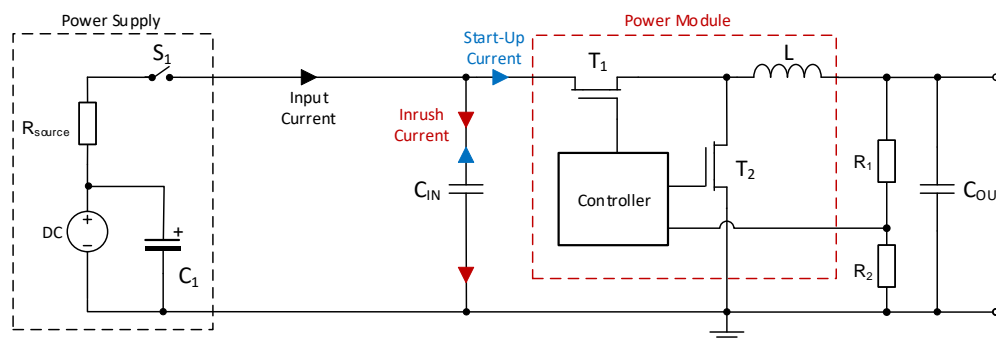 Power Supply
Power Module
S1
Start-Up
Current
T1
L
Input
Current
Inrush
Current
Rsource
T2
R1
CIN
COU
Controller
DC
+
−
+
C1
R2